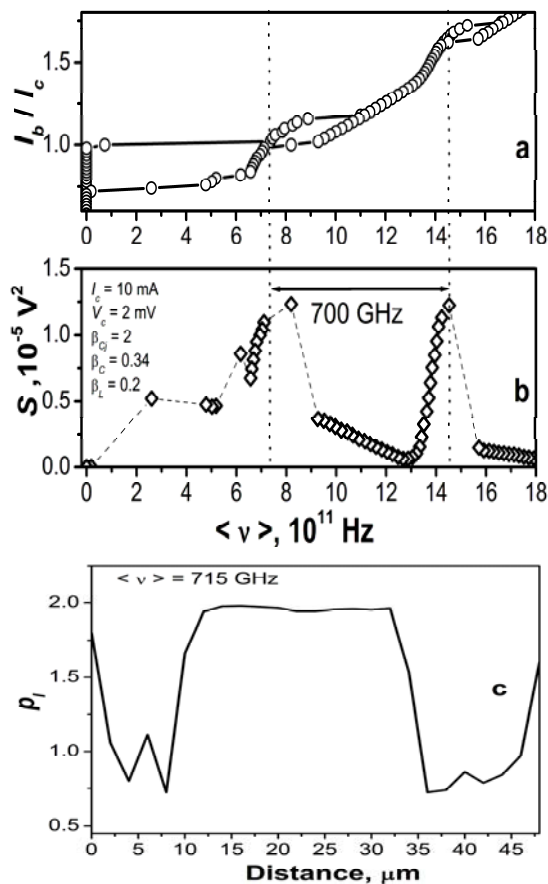 I_b / I_c
1.5
1.0
0 2 4 6 8 10 12 14 16 18
a
S, 10^-5 V^2
1.5
1.0
0.5
0.0
I_c = 10 mA
V_c = 2 mV
β_Cj = 2
β_C = 0.34
β_L = 0.2
700 GHz
b
0 2 4 6 8 10 12 14 16 18
< ν >, 10^11 Hz
p_l
2.0
1.5
1.0
0.5
< ν > = 715 GHz
c
0 5 10 15 20 25 30 35 40 45
Distance, μm